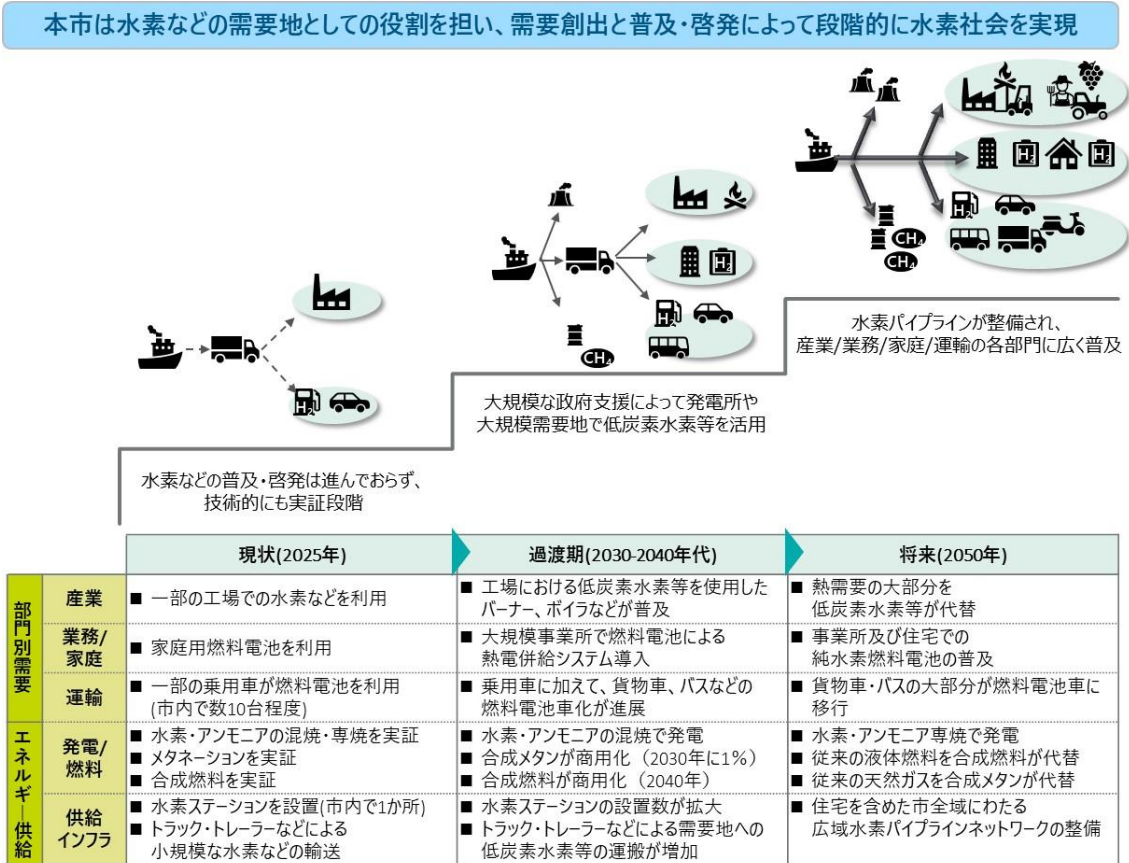 本市は水素などの需要地としての役割を担い、需要創出と普及・啓発によって段階的に水素社会を実現
水素パイプラインが整備され、
産業/業務/家庭/運輸の各部門に広く普及
大規模な政府支援によって発電所や
大規模需要地で低炭素水素等を活用
水素などの普及・啓発は進んでおらず、
技術的にも実証段階
H₂
H₂
CH₄
H₂
H₂
H₂
H₂
CH₄
CH₄
現状(2025年)
過渡期(2030-2040年代)
将来(2050年)
部門別需要
産業
■ 一部の工場での水素などを利用
■ 工場における低炭素水素等を使用した
バーナー、ボイラなどが普及
■ 熱需要の大部分を
低炭素水素等が代替
業務/
家庭
■ 家庭用燃料電池を利用
■ 大規模事業所で燃料電池による
熱電併給システム導入
■ 事業所及び住宅での
純水素燃料電池の普及
運輸
■ 一部の乗用車が燃料電池を利用
(市内で数10台程度)
■ 乗用車に加えて、貨物車、バスなどの
燃料電池車化が進展
■ 貨物車・バスの大部分が燃料電池車に
移行
エネルギー供給
発電/
燃料
■ 水素・アンモニアの混焼・専焼を実証
■ メタネーションを実証
■ 合成燃料を実証
■ 水素・アンモニアの混焼で発電
■ 合成メタンが商用化（2030年に1%）
■ 合成燃料が商用化（2040年）
■ 水素・アンモニア専焼で発電
■ 従来の液体燃料を合成燃料が代替
■ 従来の天然ガスを合成メタンが代替
供給
インフラ
■ 水素ステーションを設置(市内で1か所)
■ トラック・トレーラーなどによる
小規模な水素などの輸送
■ 水素ステーションの設置数が拡大
■ トラック・トレーラーなどによる需要地への
低炭素水素等の運搬が増加
■ 住宅を含めた市全域にわたる
広域水素パイプラインネットワークの整備